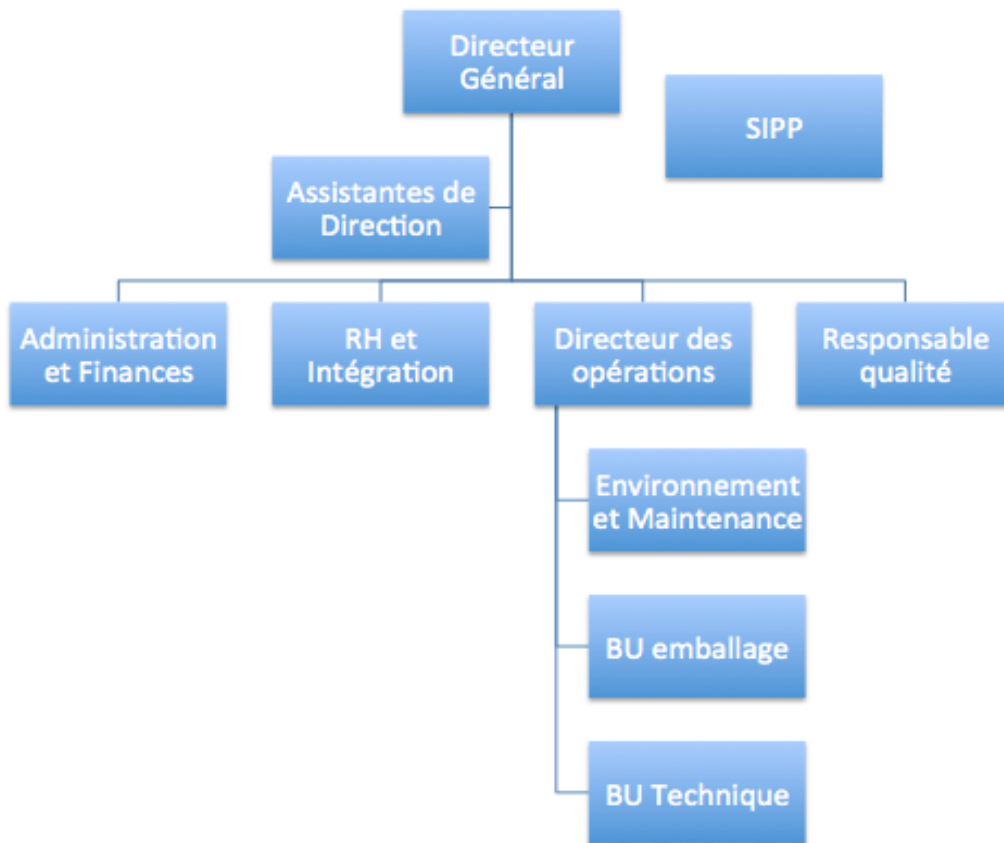 Directeur
Général
SIPP
Assistantes de
Direction
Administration
et Finances
RH et
Intégration
Directeur des
opérations
Responsable
qualité
Environnement
et Maintenance
BU emballage
BU Technique